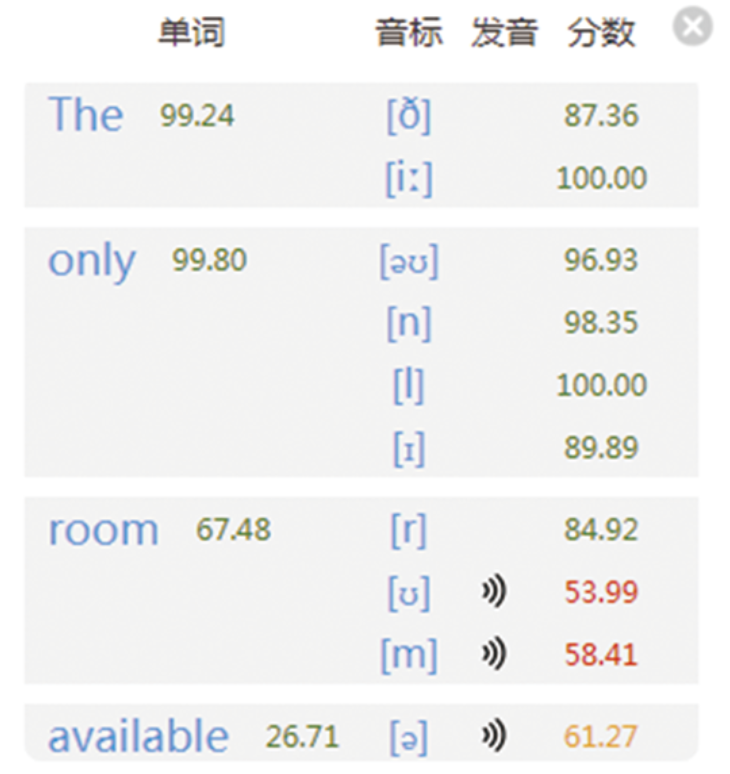 单词 音标 发音 分数
The 99.24 [ð] 87.36
[iː] 100.00
only 99.80 [əʊ] 96.93
[n] 98.35
[l] 100.00
[ɪ] 89.89
room 67.48 [r] 84.92
[ʊ] 53.99
[m] 58.41
available 26.71 [ə] 61.27